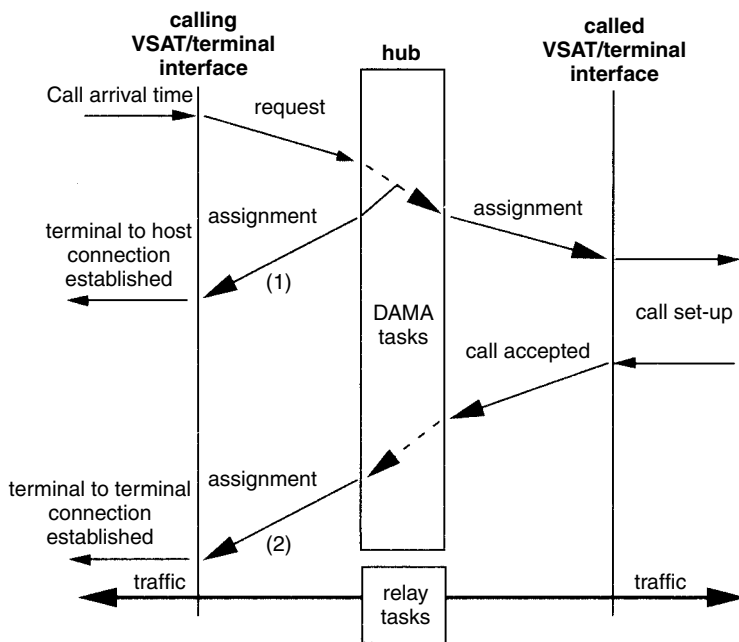 calling
VSAT/terminal
interface
hub
called
VSAT/terminal
interface
Call arrival time
request
assignment
assignment
terminal to host
connection
established
(1)
DAMA
tasks
call set-up
call accepted
assignment
terminal to terminal
connection
established
(2)
traffic
relay
tasks
traffic